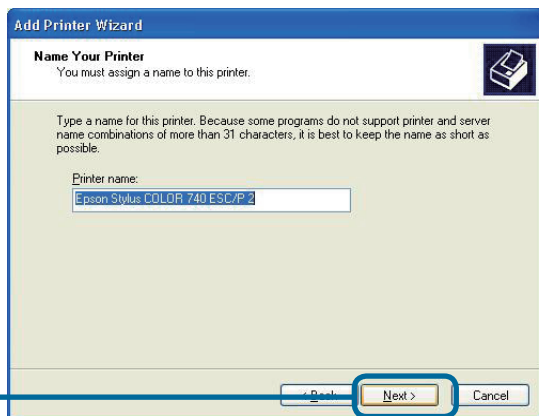 Add Printer Wizard
Name Your Printer
You must assign a name to this printer.
Type a name for this printer. Because some programs do not support printer and server
name combinations of more than 31 characters, it is best to keep the name as short as
possible.
Printer name:
Epson Stylus COLOR 740 ESC/P 2
< Back
Next >
Cancel